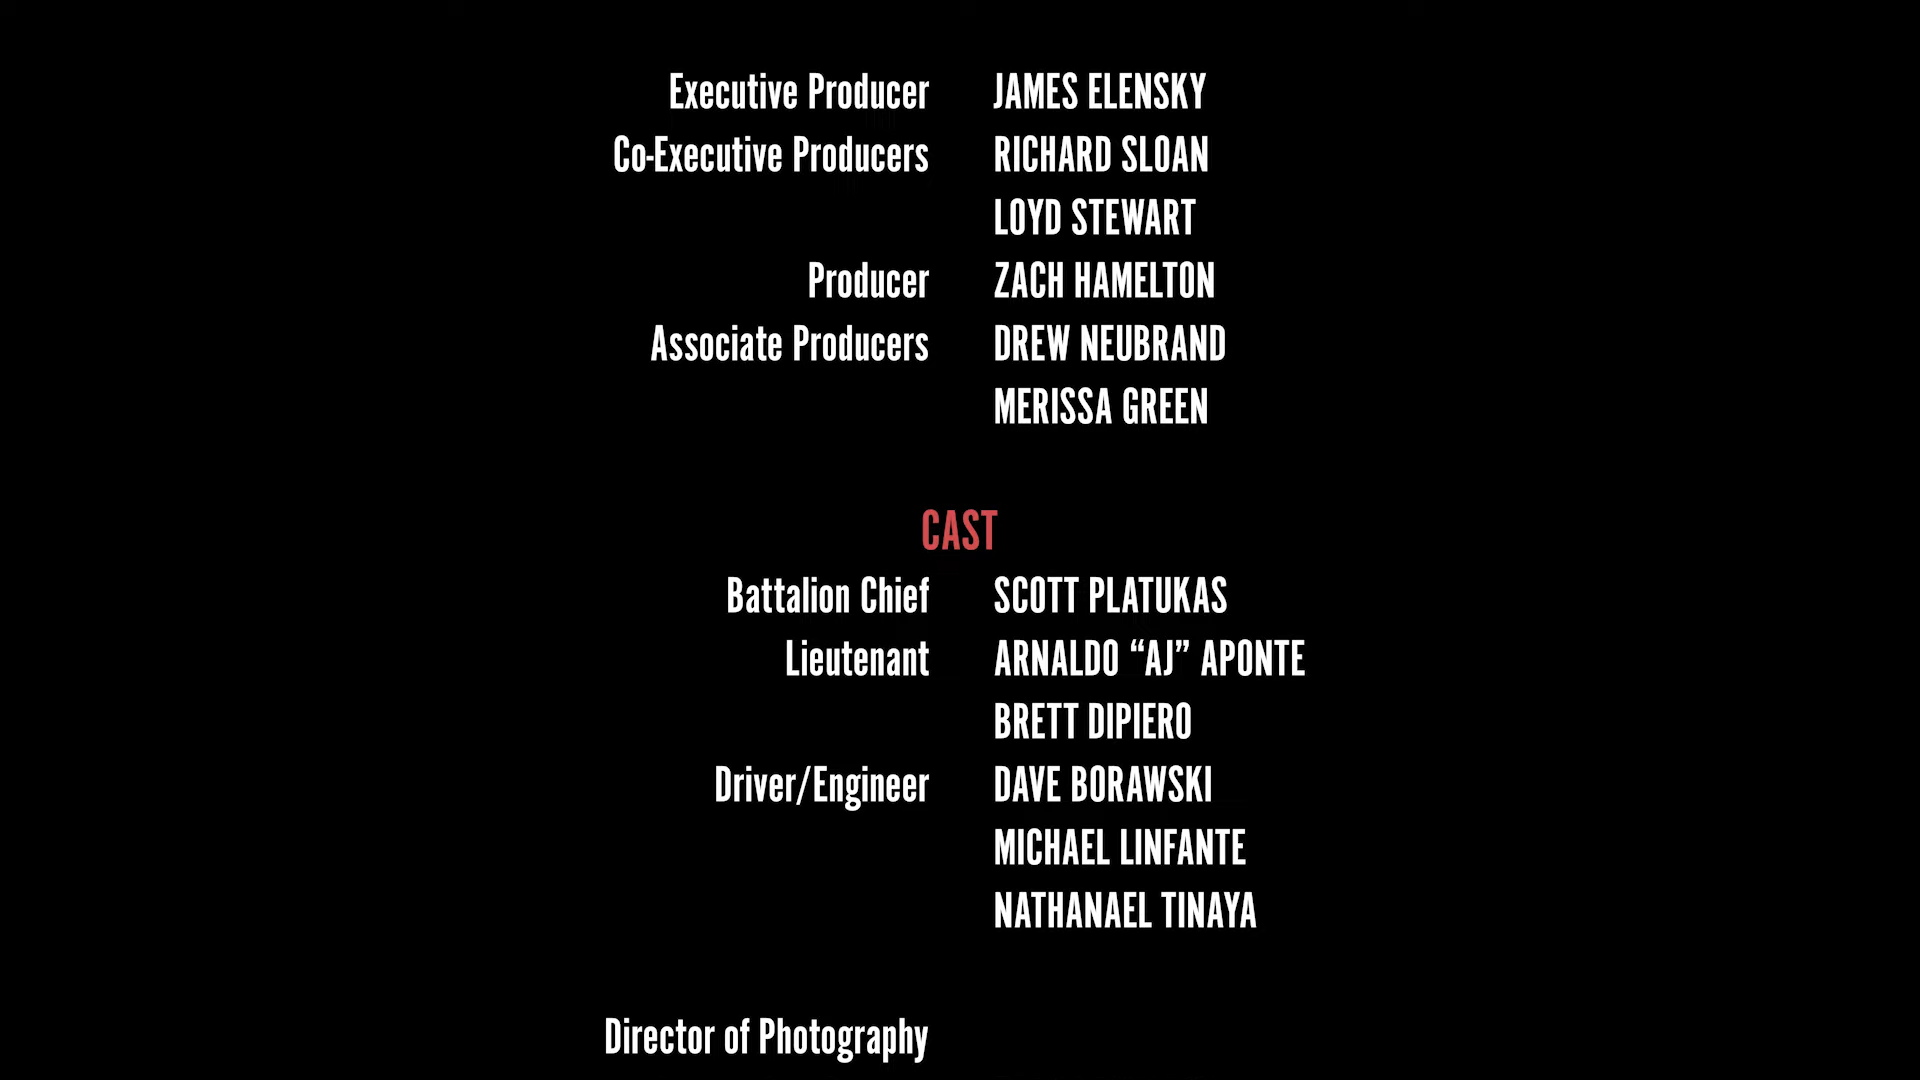 Executive Producer JAMES ELENSKY
Co-Executive Producers RICHARD SLOAN
LOYD STEWART
Producer ZACH HAMELTON
Associate Producers DREW NEUBRAND
MERISSA GREEN
CAST
Battalion Chief SCOTT PLATUKAS
Lieutenant ARNALDO “AJ” APONTE
BRETT DIPIERO
Driver/Engineer DAVE BORAWSKI
MICHAEL LINFANTE
NATHANAEL TINAYA
Director of Photography